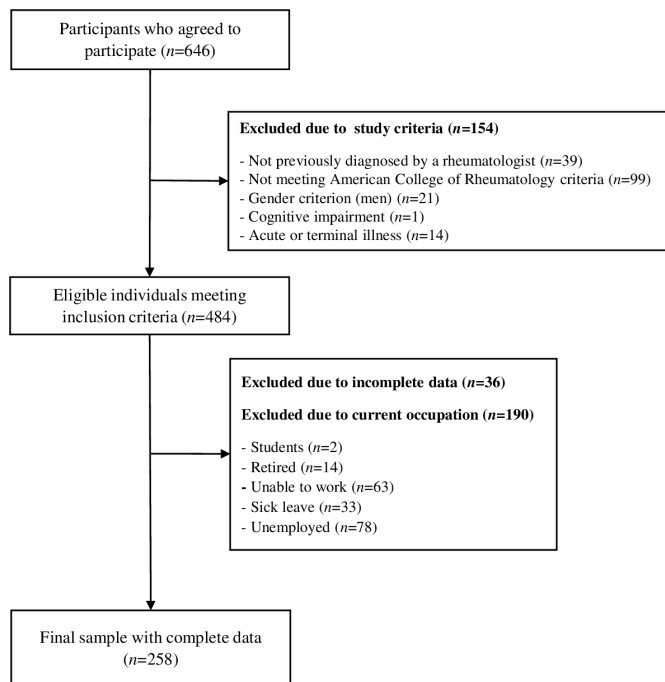 Participants who agreed to
participate (n=646)
Excluded due to study criteria (n=154)
- Not previously diagnosed by a rheumatologist (n=39)
- Not meeting American College of Rheumatology criteria (n=99)
- Gender criterion (men) (n=21)
- Cognitive impairment (n=1)
- Acute or terminal illness (n=14)
Eligible individuals meeting
inclusion criteria (n=484)
Excluded due to incomplete data (n=36)
Excluded due to current occupation (n=190)
- Students (n=2)
- Retired (n=14)
- Unable to work (n=63)
- Sick leave (n=33)
- Unemployed (n=78)
Final sample with complete data
(n=258)